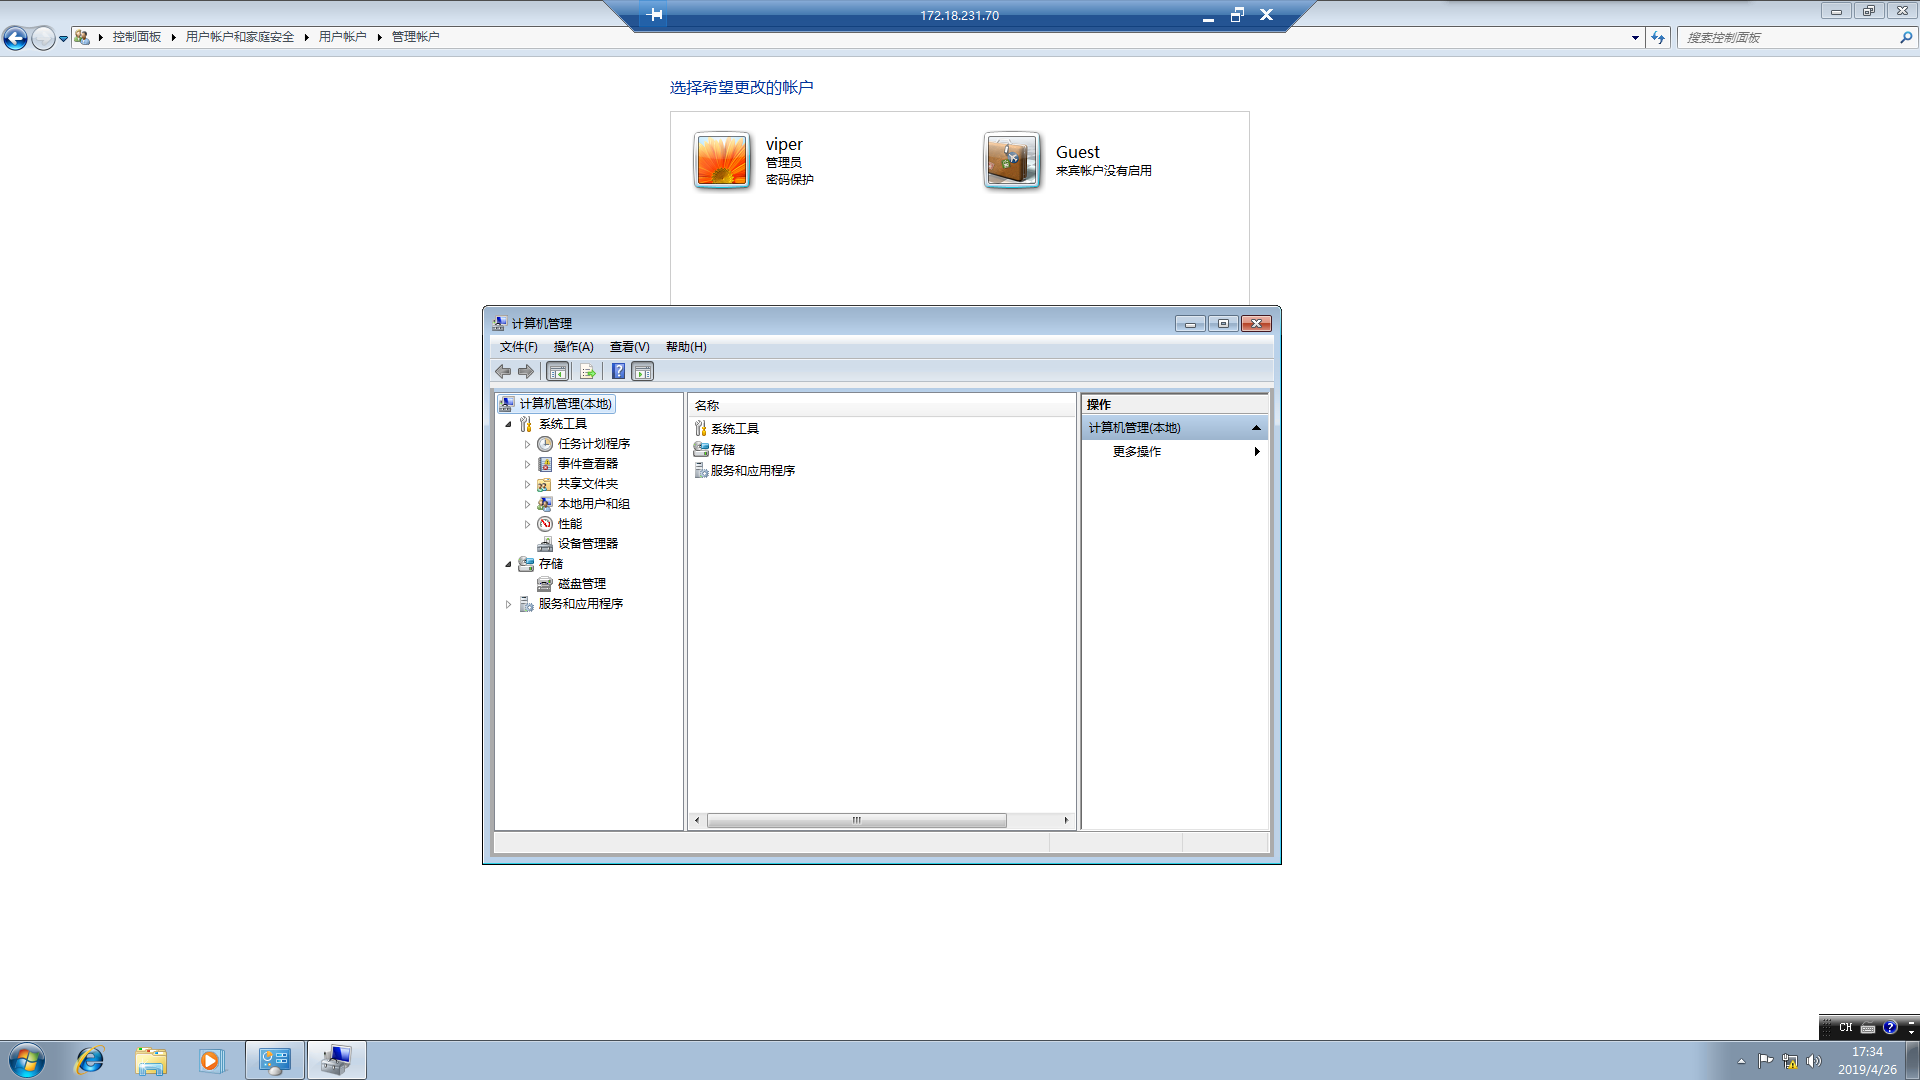 172.18.231.70
控制面板 用户帐户和家庭安全 用户帐户 管理帐户
搜索控制面板
选择希望更改的帐户
viper
管理员
密码保护
Guest
来宾帐户没有启用
计算机管理
文件(F) 操作(A) 查看(V) 帮助(H)
计算机管理(本地)
系统工具
任务计划程序
事件查看器
共享文件夹
本地用户和组
性能
设备管理器
存储
磁盘管理
服务和应用程序
名称
系统工具
存储
服务和应用程序
操作
计算机管理(本地)
更多操作
CH
17:34
2019/4/26